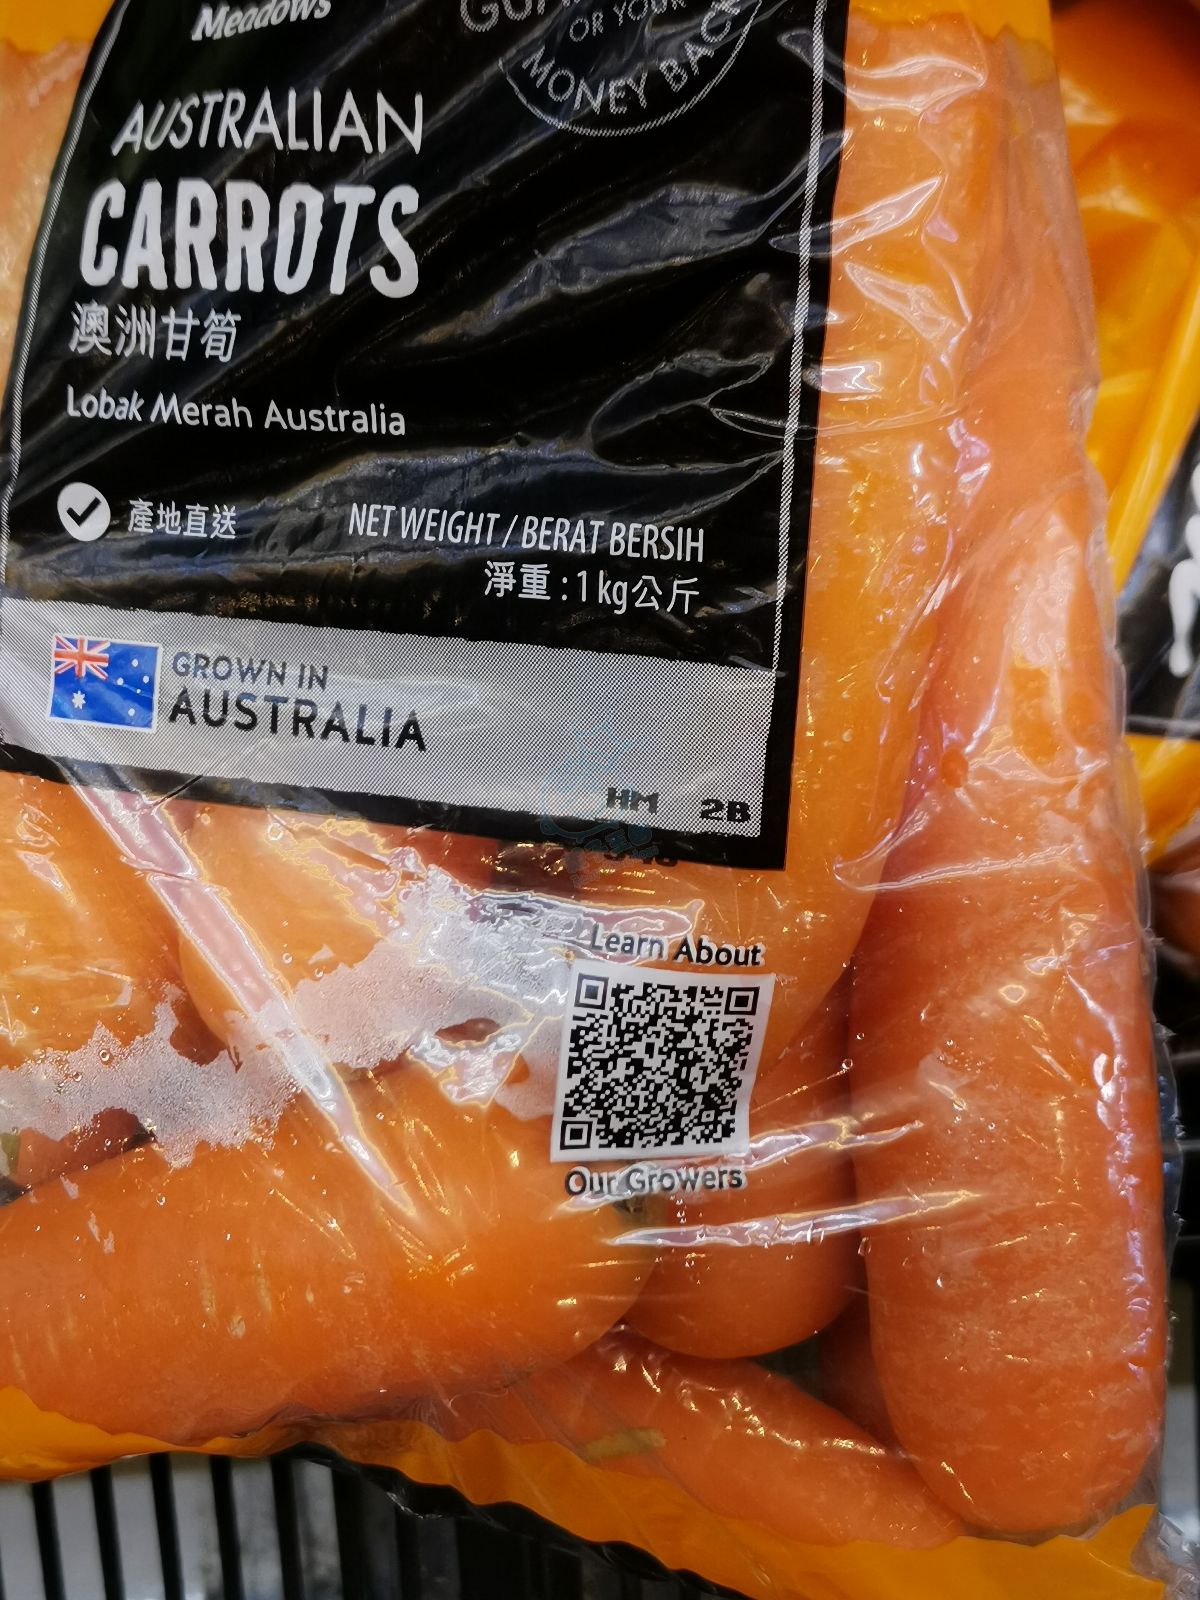 Meadows
OR YOUR
MONEY BACK
AUSTRALIAN
CARROTS
澳洲甘筍
Lobak Merah Australia
產地直送
NET WEIGHT / BERAT BERSIH
淨重 : 1 kg公斤
GROWN IN
AUSTRALIA
HM 2B
Learn About
Our Growers